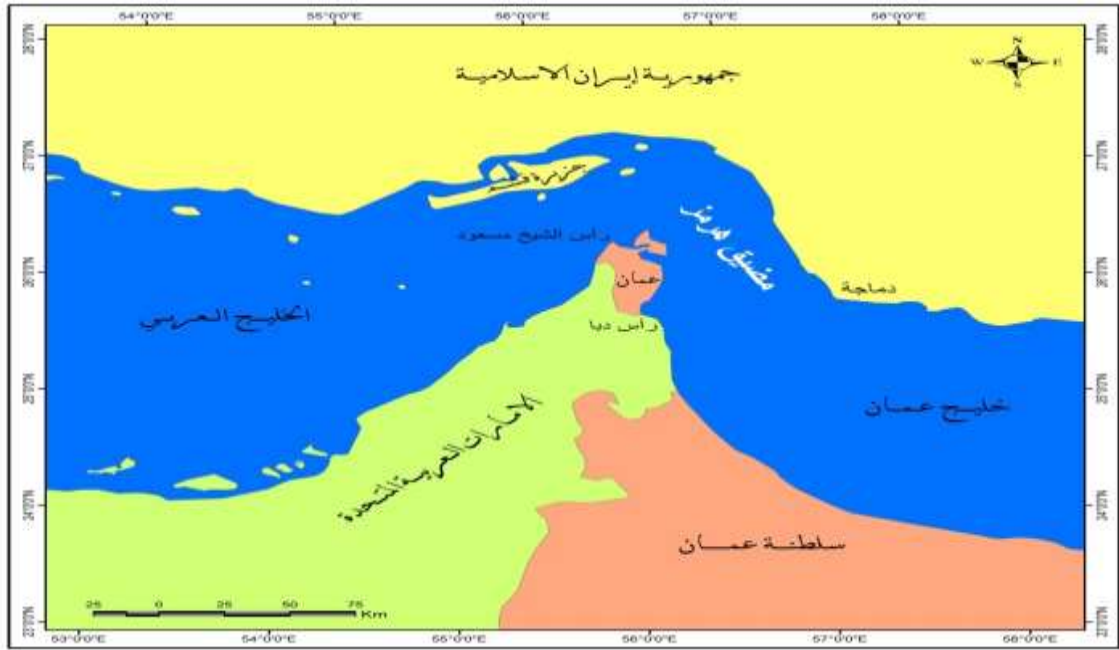 54°0'0"E 55°0'0"E 56°0'0"E 57°0'0"E 58°0'0"E
N
W E
S
جمهورية إيران الاسلامية
جزيرة قشم
مضيق هرمز
راس الشيخ مسعود
عمان
دماجة
الخليج العربي
راس دبا
خليج عمان
الامارات العربية المتحدة
سلطنة عمان
25 0 25 50 75
Km
53°0'0"E 54°0'0"E 55°0'0"E 56°0'0"E 57°0'0"E 58°0'0"E